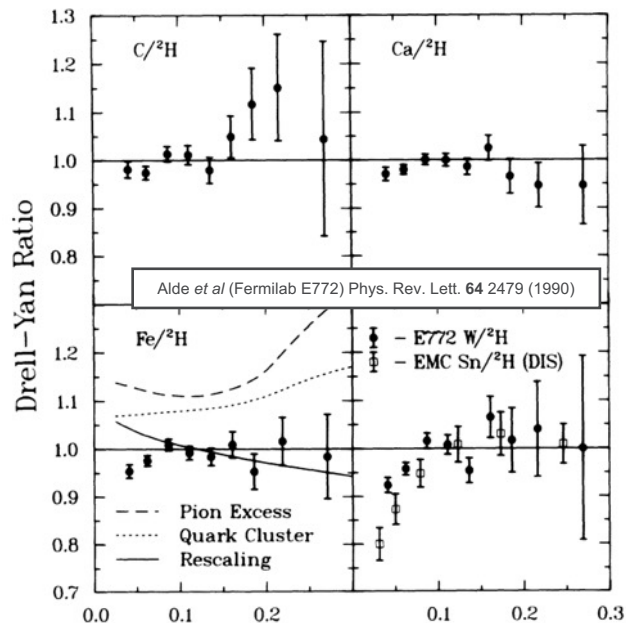 1.3
C/²H
Ca/²H
1.2
1.1
1.0
0.9
0.8
Drell-Yan Ratio
Alde et al (Fermilab E772) Phys. Rev. Lett. 64 2479 (1990)
Fe/²H
– E772 W/²H
– EMC Sn/²H (DIS)
1.2
1.1
1.0
0.9
Pion Excess
Quark Cluster
0.8
Rescaling
0.7
0.0 0.1 0.2 0.0 0.1 0.2 0.3